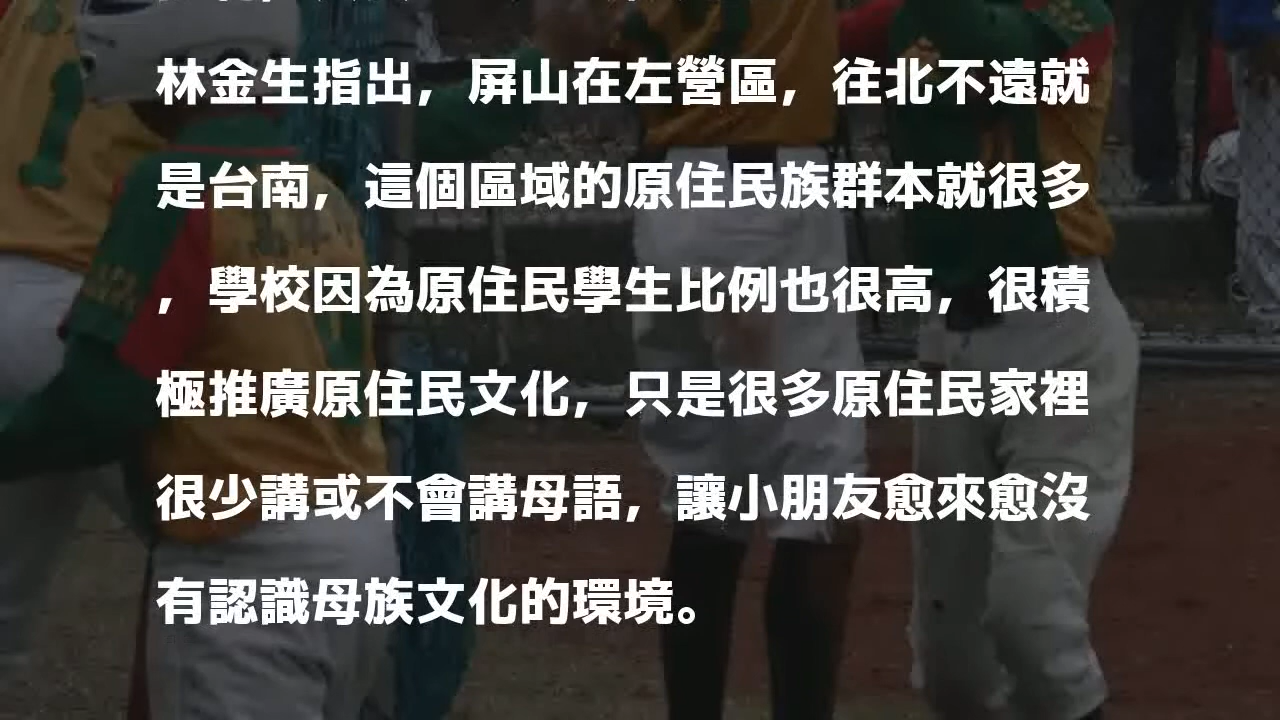 林金生指出，屏山在左營區，往北不遠就
是台南，這個區域的原住民族群本就很多
，學校因為原住民學生比例也很高，很積
極推廣原住民文化，只是很多原住民家裡
很少講或不會講母語，讓小朋友愈來愈沒
有認識母族文化的環境。